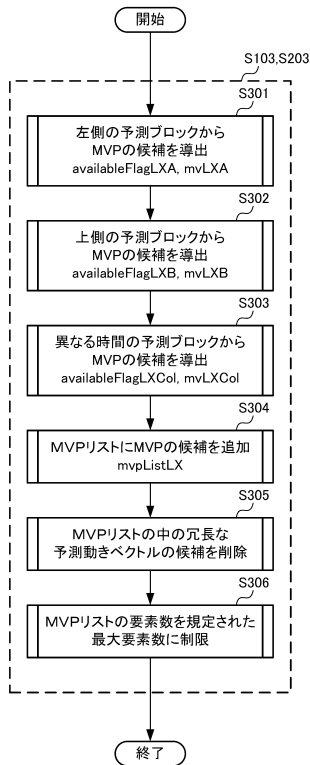 開始
S103,S203
S301
左側の予測ブロックから
MVPの候補を導出
availableFlagLXA, mvLXA
S302
上側の予測ブロックから
MVPの候補を導出
availableFlagLXB, mvLXB
S303
異なる時間の予測ブロックから
MVPの候補を導出
availableFlagLXCol, mvLXCol
S304
MVPリストにMVPの候補を追加
mvpListLX
S305
MVPリストの中の冗長な
予測動きベクトルの候補を削除
S306
MVPリストの要素数を規定された
最大要素数に制限
終了